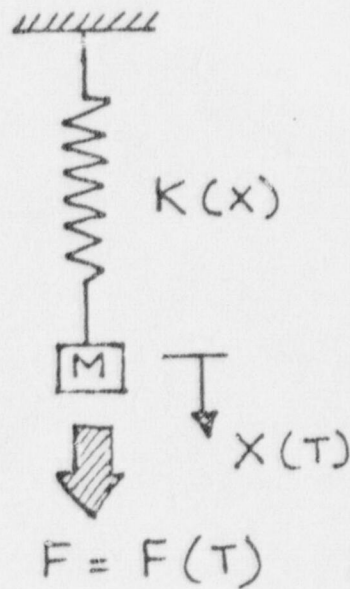 K(X)
M
X(T)
F = F(T)